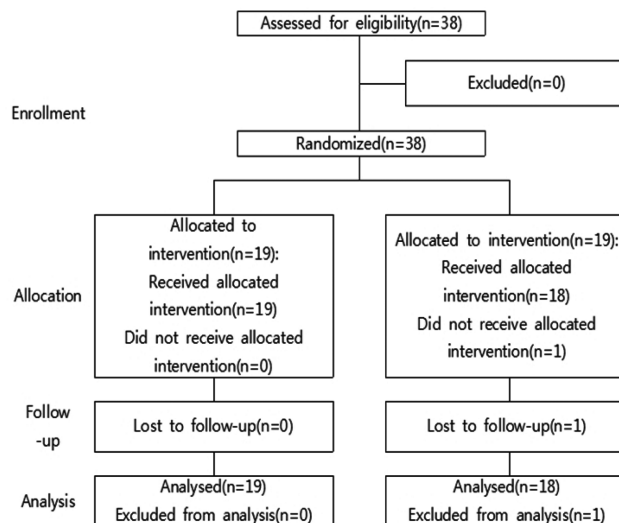 Assessed for eligibility(n=38)
Excluded(n=0)
Enrollment
Randomized(n=38)
Allocation
Allocated to
intervention(n=19):
Received allocated
intervention(n=19)
Did not receive allocated
intervention(n=0)
Allocated to intervention(n=19):
Received allocated
intervention(n=18)
Did not receive allocated
intervention(n=1)
Follow
-up
Lost to follow-up(n=0)
Lost to follow-up(n=1)
Analysis
Analysed(n=19)
Excluded from analysis(n=0)
Analysed(n=18)
Excluded from analysis(n=1)